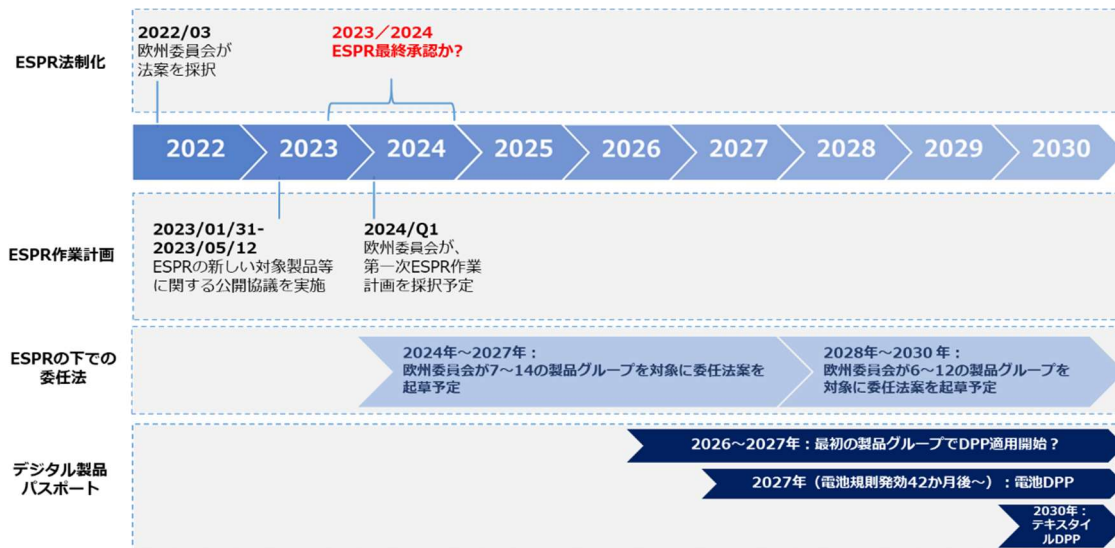 ESPR法制化
2022/03
欧州委員会が
法案を採択
2023／2024
ESPR最終承認か?
2022
2023
2024
2025
2026
2027
2028
2029
2030
ESPR作業計画
2023/01/31-
2023/05/12
ESPRの新しい対象製品等
に関する公開協議を実施
2024/Q1
欧州委員会が、
第一次ESPR作業
計画を採択予定
ESPRの下での
委任法
2024年～2027年：
欧州委員会が7～14の製品グループを対象に委任法案を
起草予定
2028年～2030 年：
欧州委員会が6～12の製品グループを
対象に委任法案を起草予定
デジタル製品
パスポート
2026～2027年：最初の製品グループでDPP適用開始？
2027年（電池規則発効42か月後～）：電池DPP
2030年：
テキスタイ
ルDPP